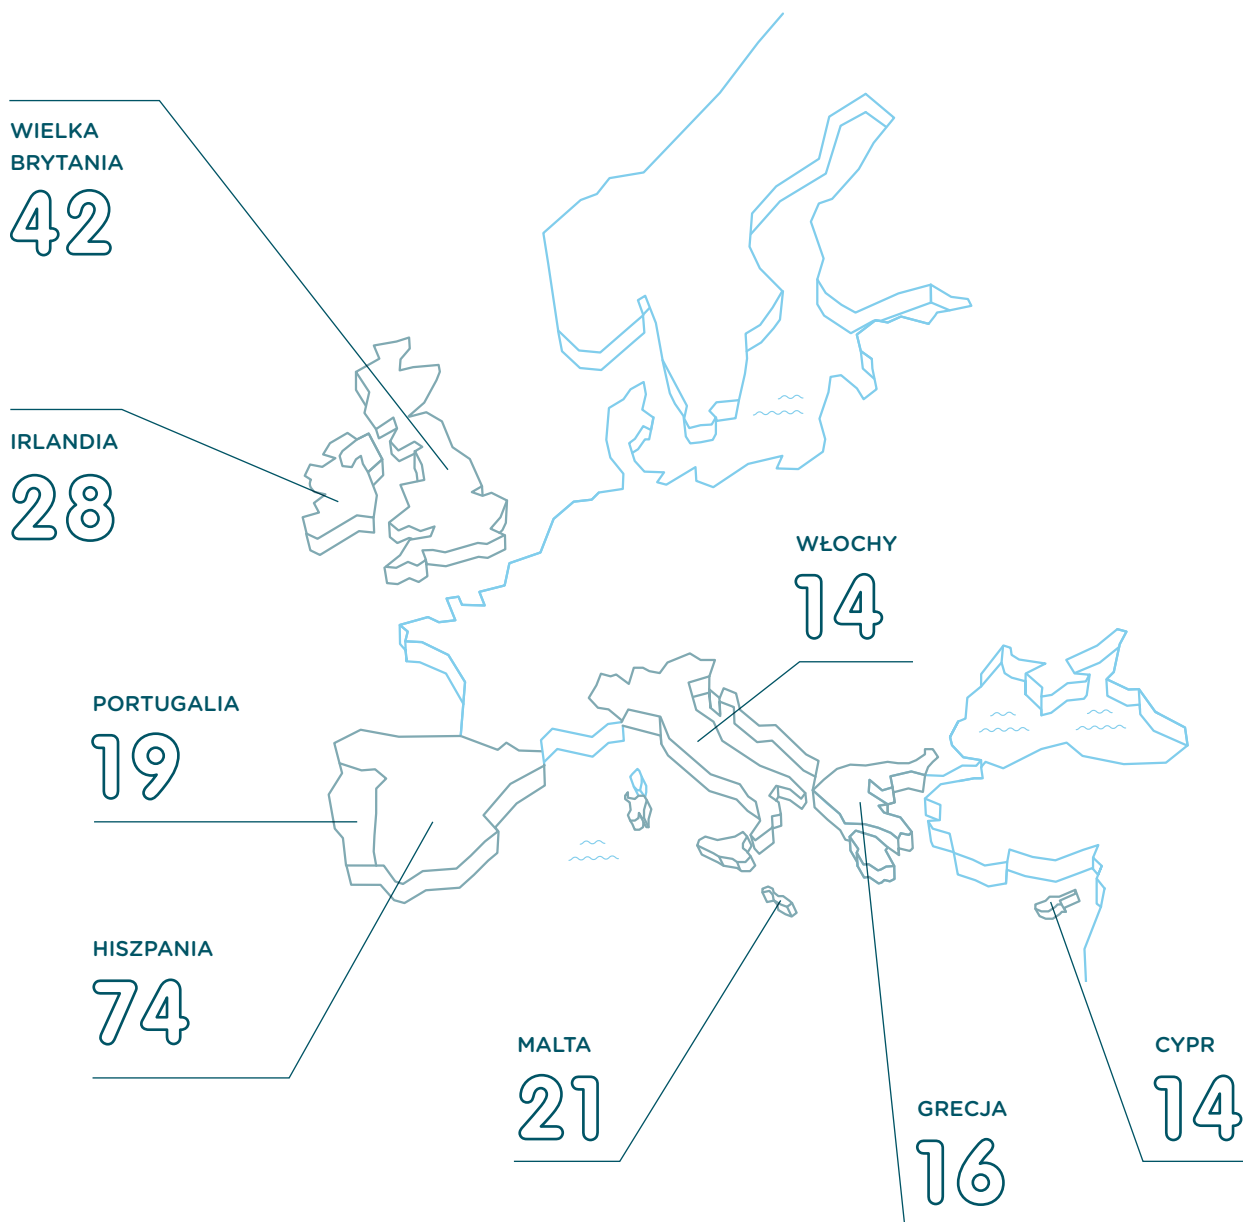 WIELKA
BRYTANIA
42
IRLANDIA
28
WŁOCHY
14
PORTUGALIA
19
HISZPANIA
74
MALTA
21
CYPR
14
GRECJA
16